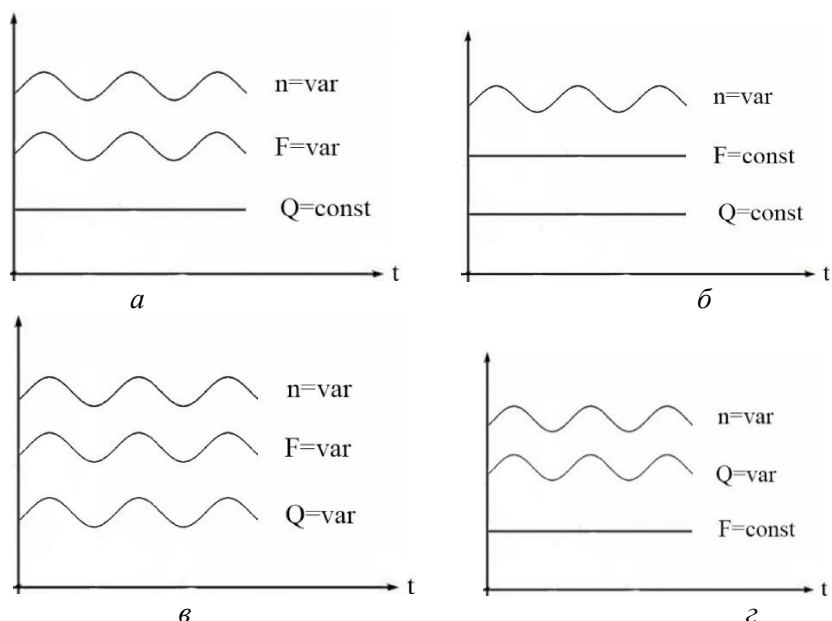 n=var
F=var
Q=const
t
а
n=var
F=const
Q=const
t
б
n=var
F=var
Q=var
t
в
n=var
Q=var
F=const
t
г